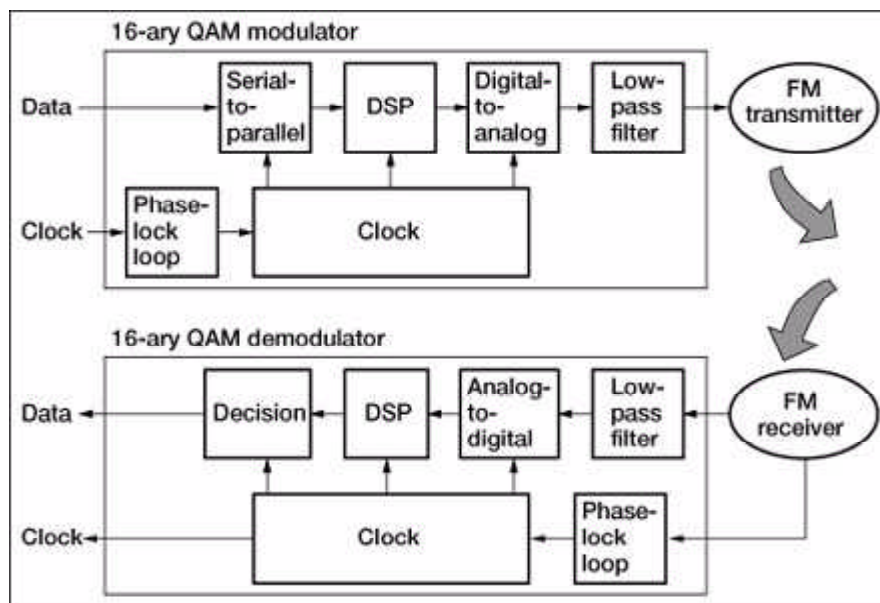 16-ary QAM modulator
Data
Serial-
to-
parallel
DSP
Digital-
to-
analog
Low-
pass
filter
FM
transmitter
Clock
Phase-
lock
loop
Clock
16-ary QAM demodulator
Data
Decision
DSP
Analog-
to-
digital
Low-
pass
filter
FM
receiver
Clock
Clock
Phase-
lock
loop